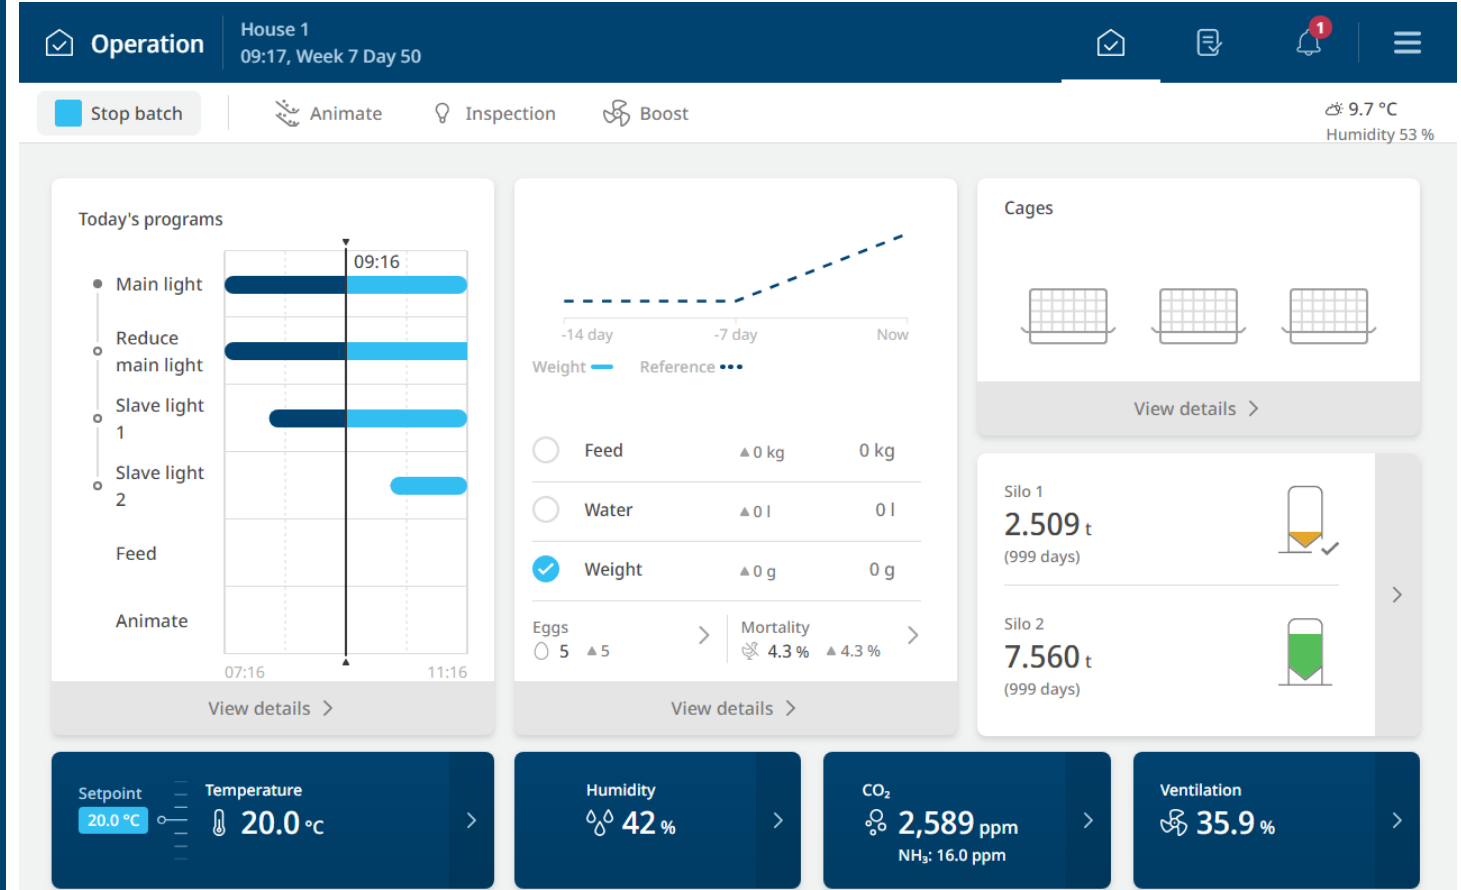 Operation
House 1
09:17, Week 7 Day 50
1
Stop batch
Animate
Inspection
Boost
9.7 °C
Humidity 53 %
Today's programs
09:16
Main light
Reduce
main light
Slave light
1
Slave light
2
Feed
Animate
07:16
11:16
View details
-14 day
-7 day
Now
Weight
Reference
Feed
▲0 kg
0 kg
Water
▲0 l
0 l
Weight
▲0 g
0 g
Eggs
5 ▲5
Mortality
4.3 % ▲4.3 %
View details
Cages
View details
Silo 1
2.509 t
(999 days)
Silo 2
7.560 t
(999 days)
Setpoint
20.0 °C
Temperature
20.0 °C
Humidity
42 %
CO₂
2,589 ppm
NH₃: 16.0 ppm
Ventilation
35.9 %